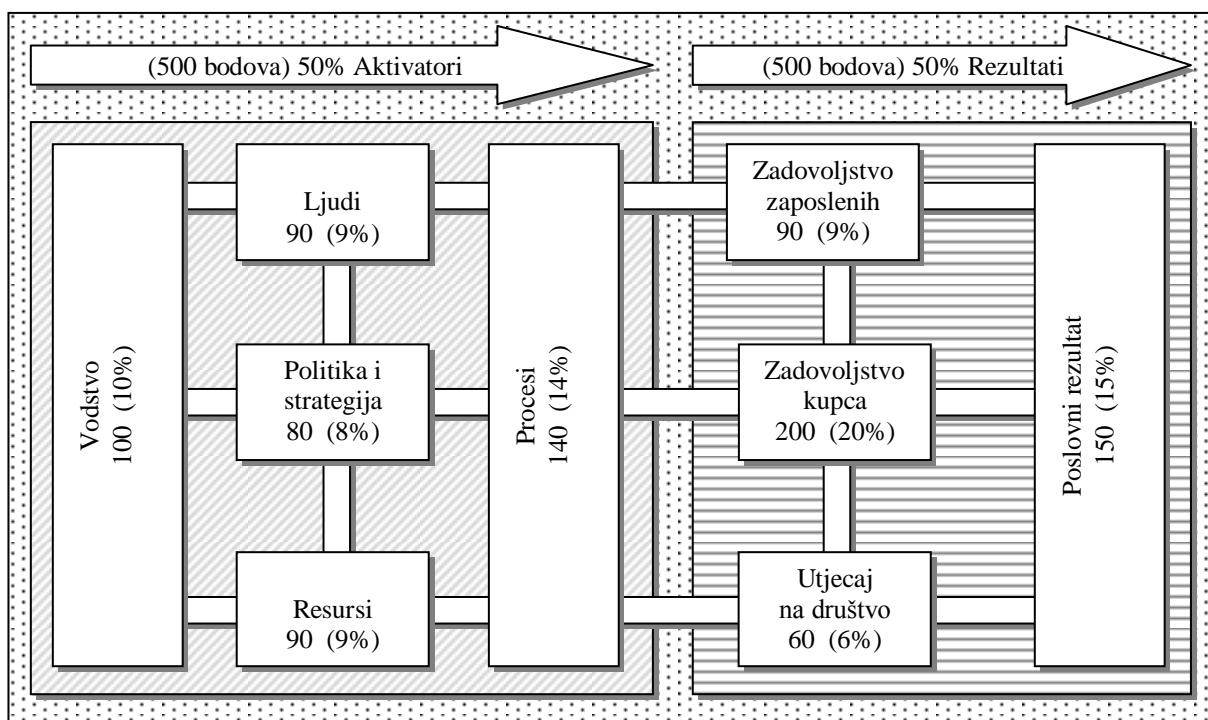 (500 bodova) 50% Aktivatori
(500 bodova) 50% Rezultati
Vodstvo
100 (10%)
Ljudi
90 (9%)
Politika i
strategija
80 (8%)
Resursi
90 (9%)
Procesi
140 (14%)
Zadovoljstvo
zaposlenih
90 (9%)
Zadovoljstvo
kupca
200 (20%)
Utjecaj
na društvo
60 (6%)
Poslovni rezultat
150 (15%)